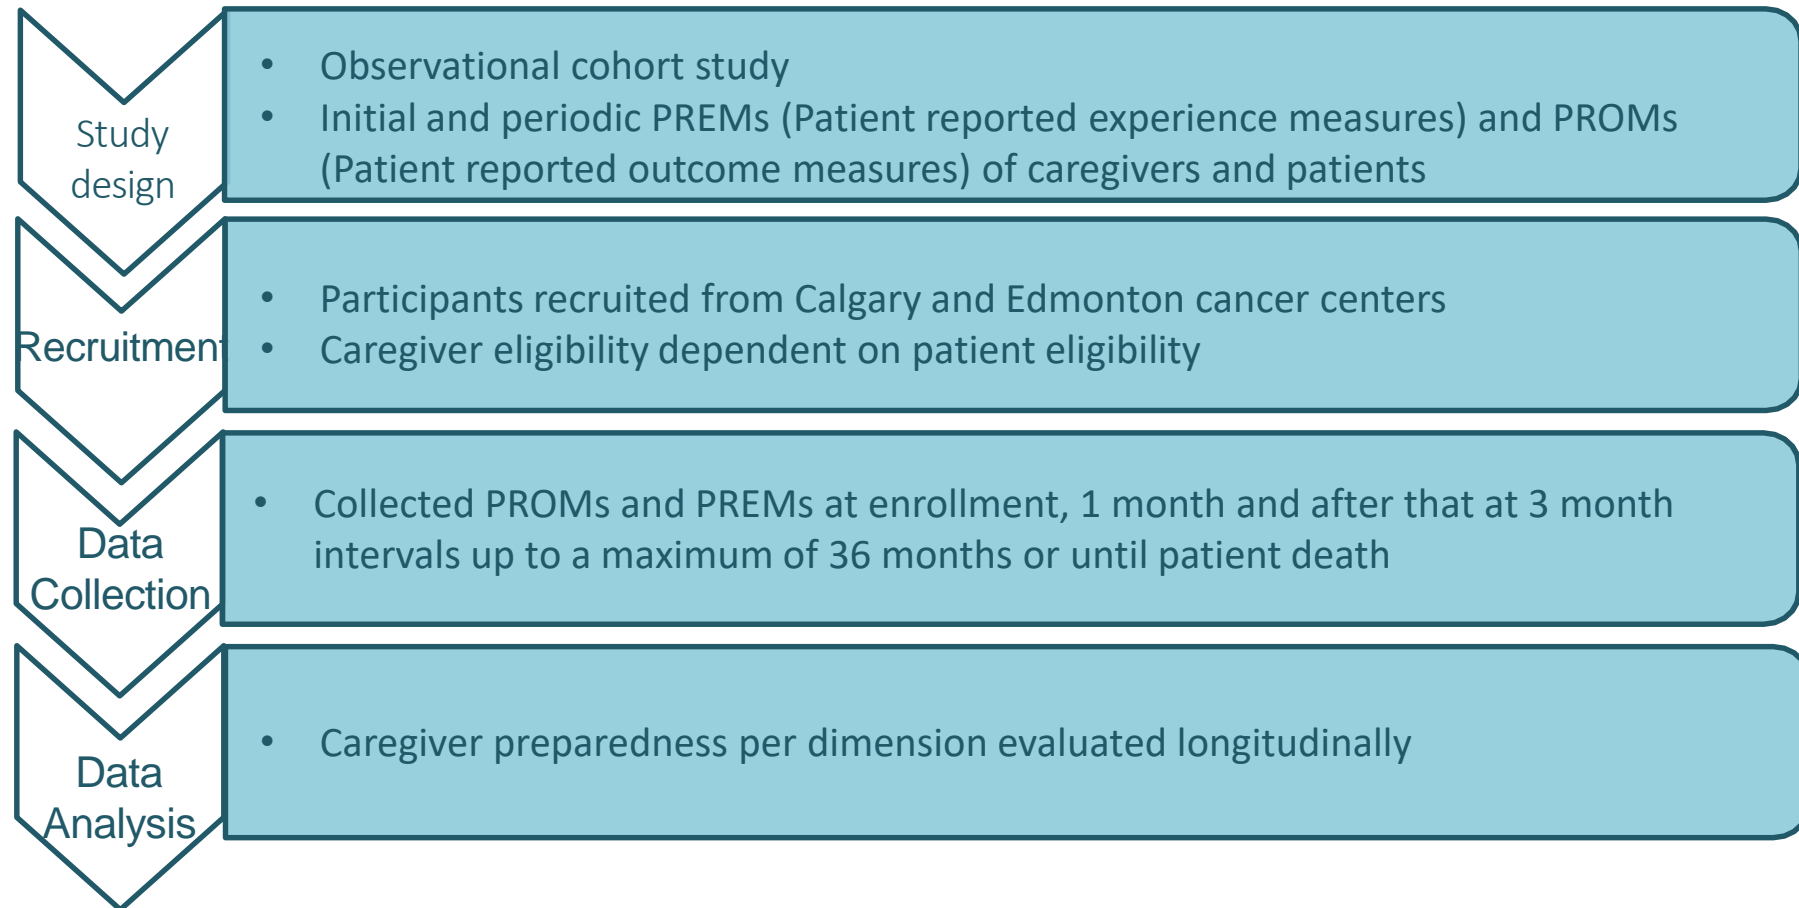 Study
design
• Observational cohort study
• Initial and periodic PREMs (Patient reported experience measures) and PROMs
(Patient reported outcome measures) of caregivers and patients
Recruitment
• Participants recruited from Calgary and Edmonton cancer centers
• Caregiver eligibility dependent on patient eligibility
Data
Collection
• Collected PROMs and PREMs at enrollment, 1 month and after that at 3 month
intervals up to a maximum of 36 months or until patient death
Data
Analysis
• Caregiver preparedness per dimension evaluated longitudinally